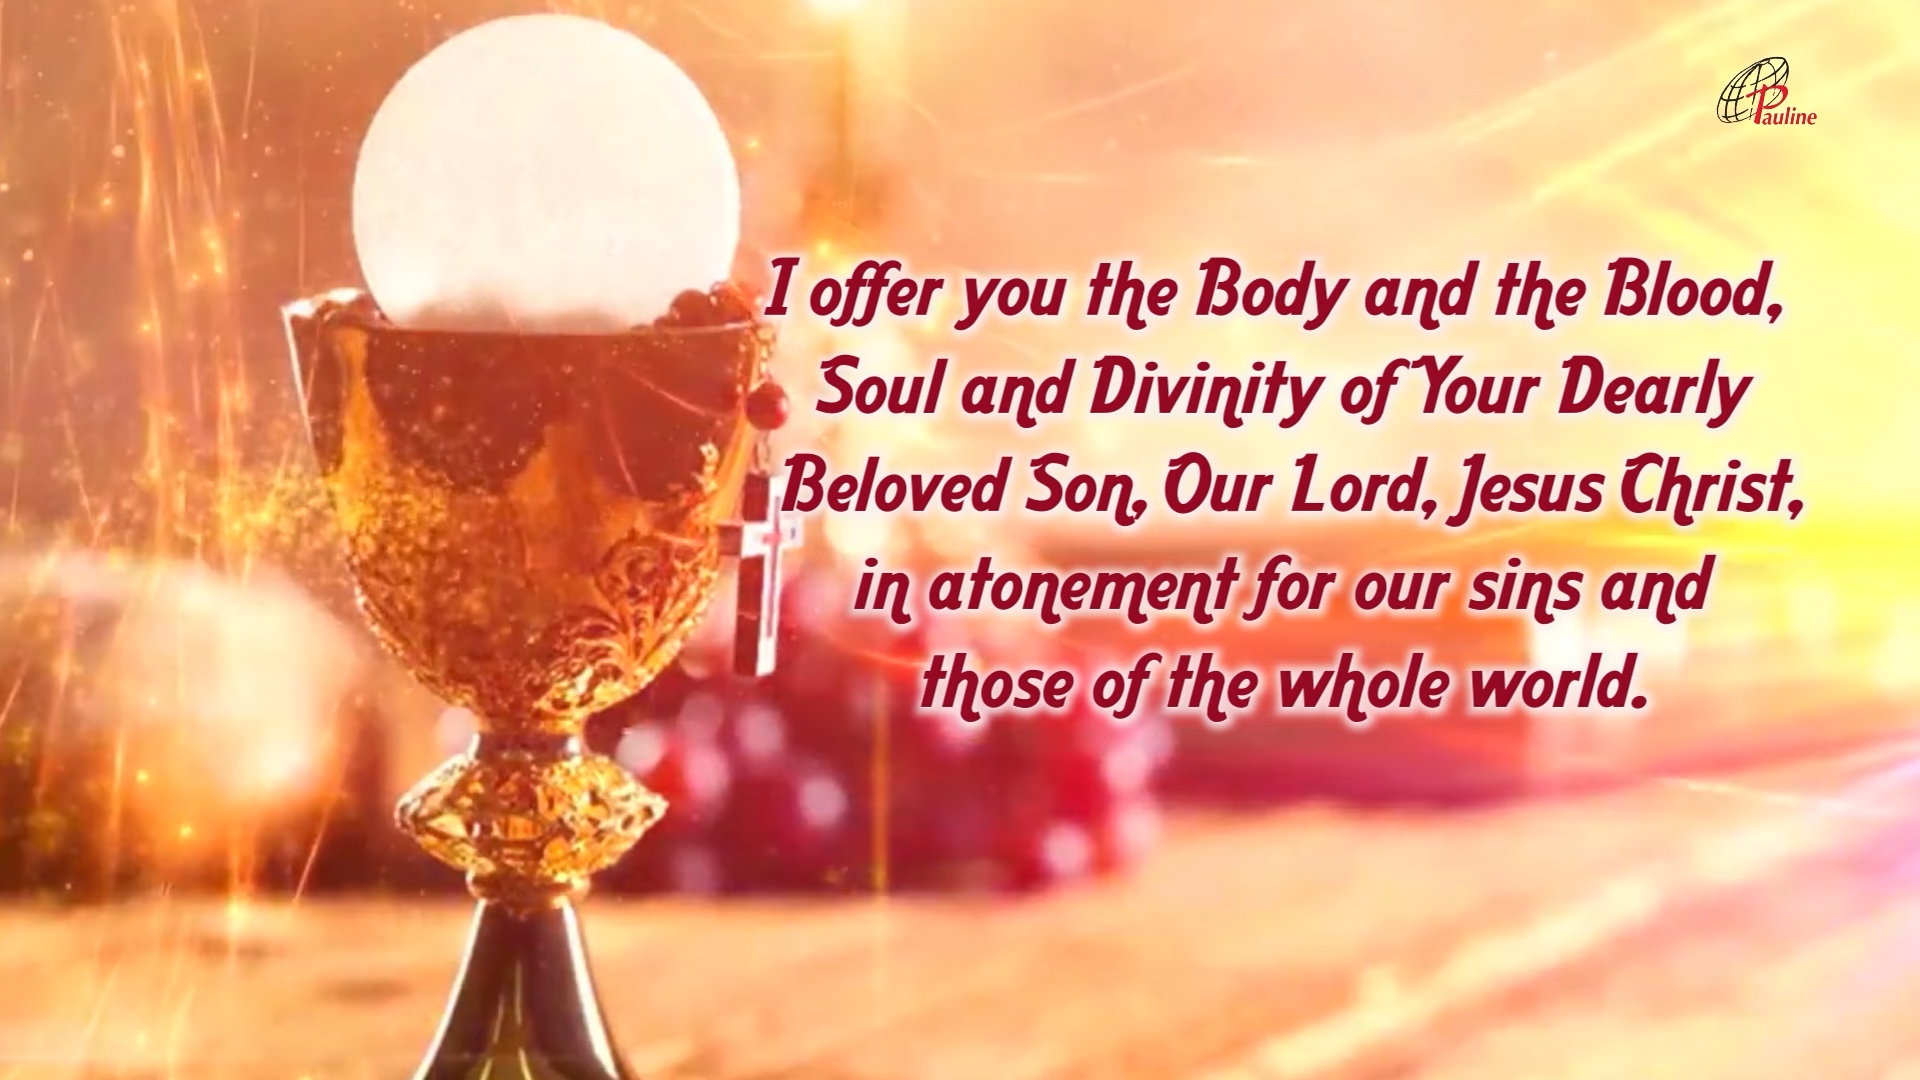 Pauline
I offer you the Body and the Blood,
Soul and Divinity of Your Dearly
Beloved Son, Our Lord, Jesus Christ,
in atonement for our sins and
those of the whole world.